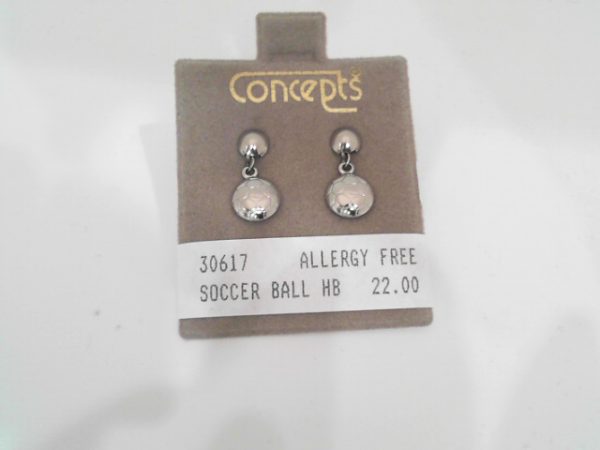 Concepts
30617 ALLERGY FREE
SOCCER BALL HB 22.00